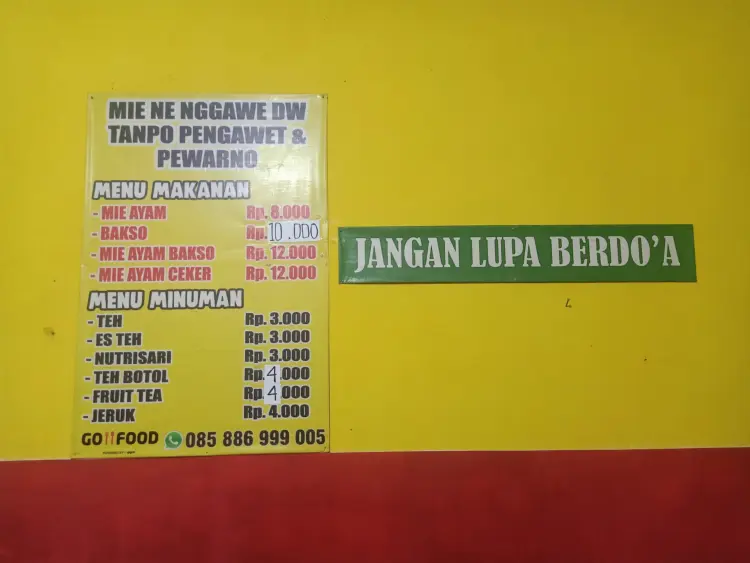 MIE NE NGGAWE DW
TANPO PENGAWET &
PEWARNO
MENU MAKANAN
- MIE AYAM Rp. 8.000
- BAKSO Rp. 10.000
- MIE AYAM BAKSO Rp. 12.000
- MIE AYAM CEKER Rp. 12.000
MENU MINUMAN
- TEH Rp. 3.000
- ES TEH Rp. 3.000
- NUTRISARI Rp. 3.000
- TEH BOTOL Rp. 4.000
- FRUIT TEA Rp. 4.000
- JERUK Rp. 4.000
GO FOOD 085 886 999 005
JANGAN LUPA BERDO'A